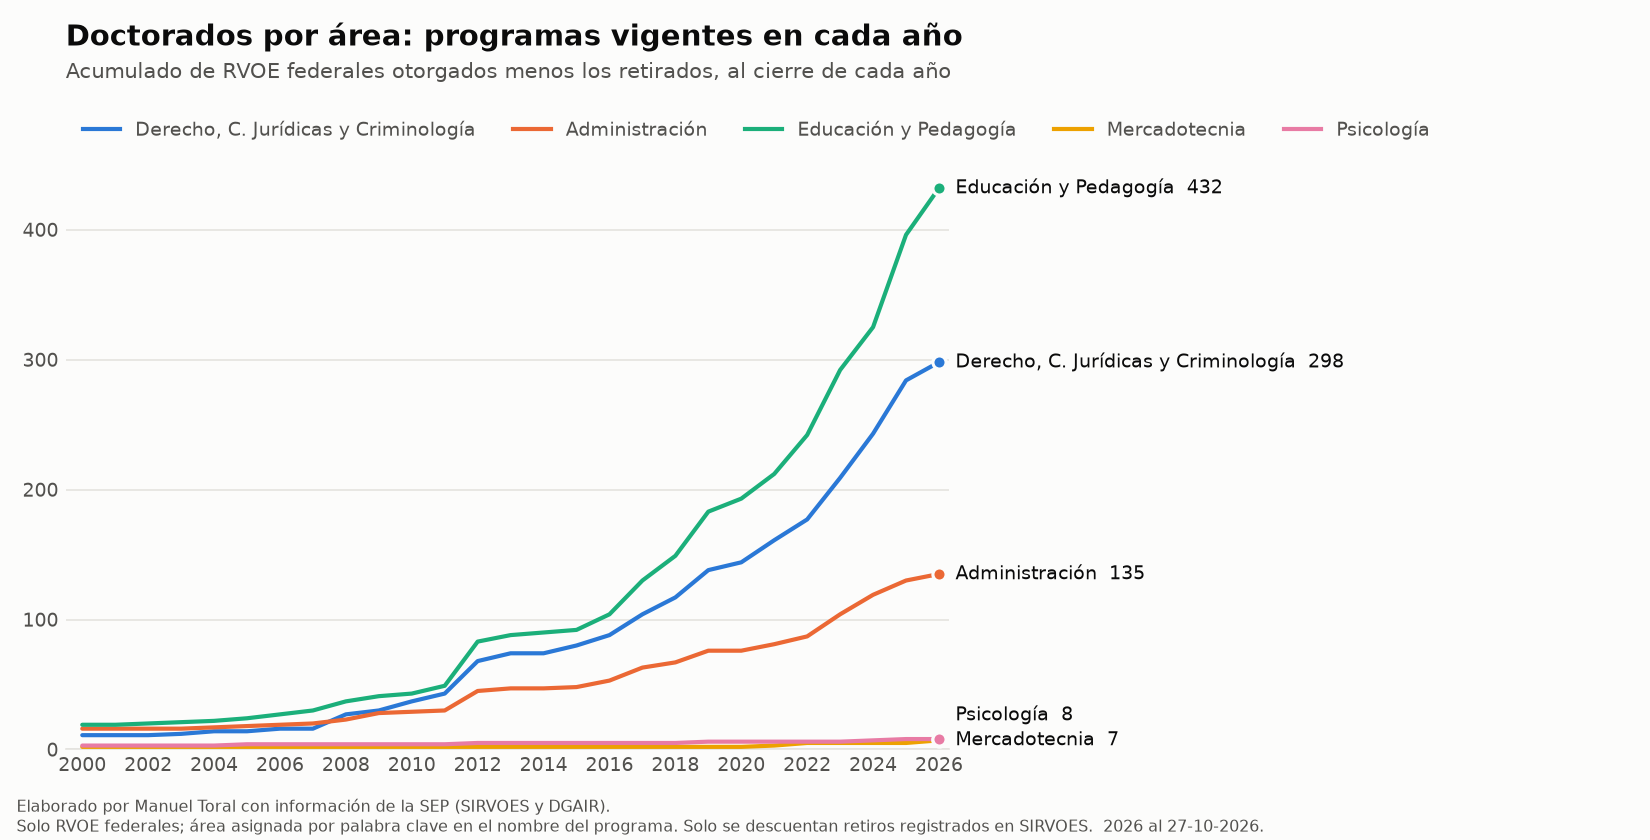 Doctorados por área: programas vigentes en cada año
Acumulado de RVOE federales otorgados menos los retirados, al cierre de cada año
Derecho, C. Jurídicas y Criminología Administración Educación y Pedagogía Mercadotecnia Psicología
Educación y Pedagogía 432
400
300
Derecho, C. Jurídicas y Criminología 298
200
Administración 135
100
Psicología 8
Mercadotecnia 7
0
2000 2002 2004 2006 2008 2010 2012 2014 2016 2018 2020 2022 2024 2026
Elaborado por Manuel Toral con información de la SEP (SIRVOES y DGAIR).
Solo RVOE federales; área asignada por palabra clave en el nombre del programa. Solo se descuentan retiros registrados en SIRVOES. 2026 al 27-10-2026.